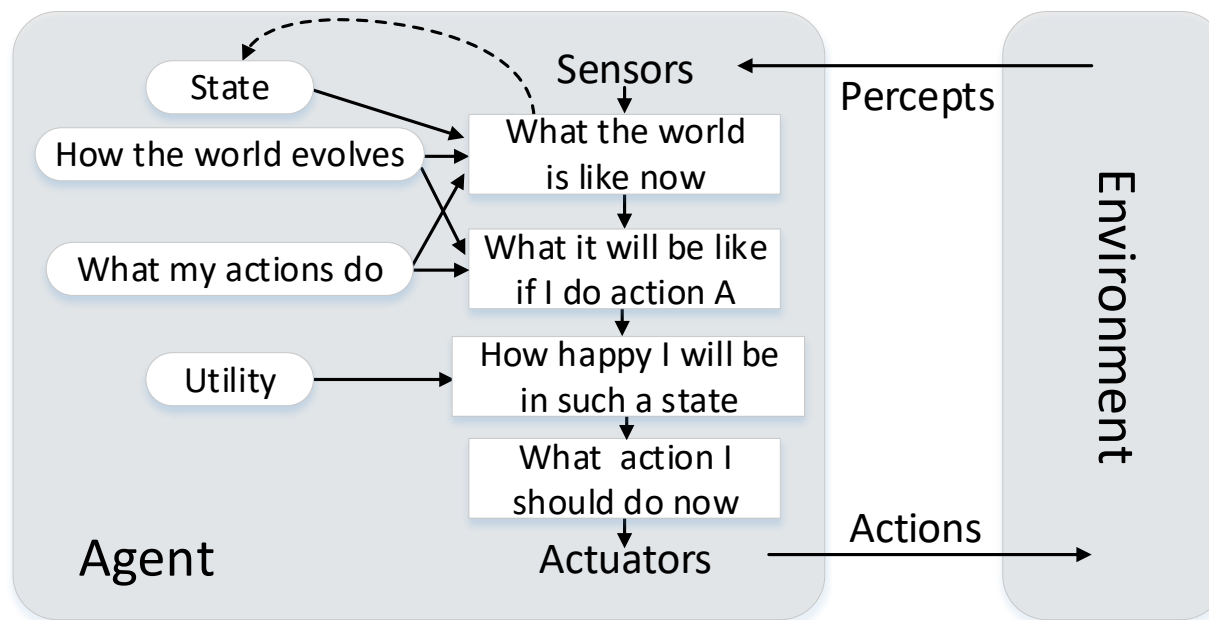 Sensors
State
Percepts
What the world
is like now
How the world evolves
What it will be like
if I do action A
What my actions do
How happy I will be
in such a state
Utility
What action I
should do now
Actions
Actuators
Agent
Environment